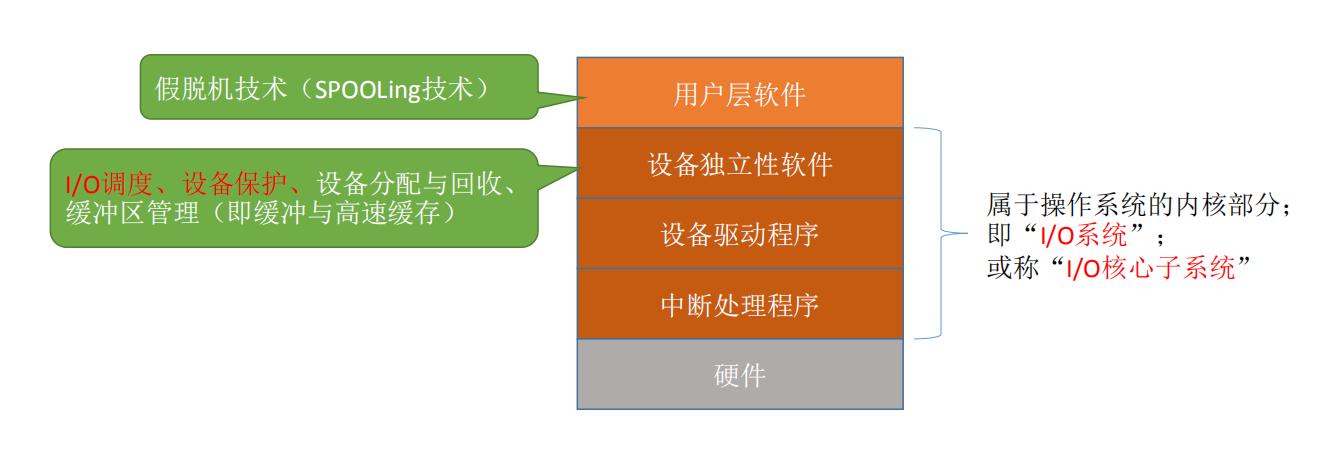 假脱机技术（SPOOLing技术）
用户层软件
I/O调度、设备保护、设备分配与回收、
缓冲区管理（即缓冲与高速缓存）
设备独立性软件
设备驱动程序
中断处理程序
硬件
属于操作系统的内核部分；
即“I/O系统”；
或称“I/O核心子系统”